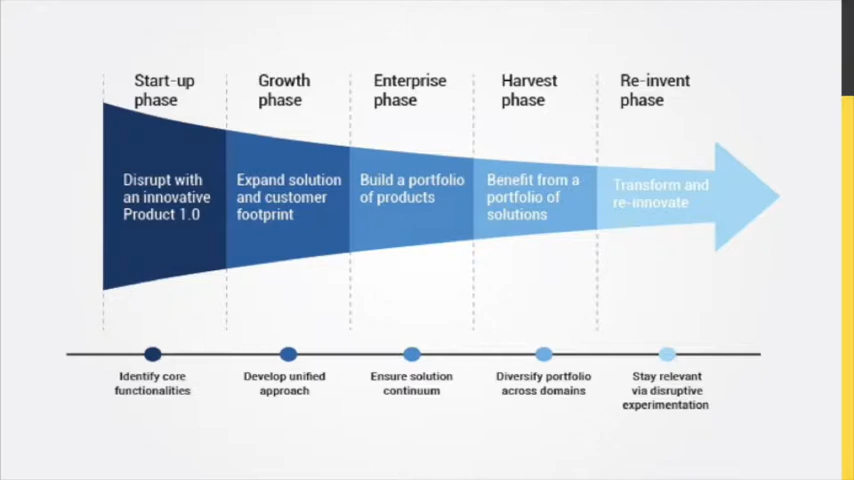 Start-up
phase
Growth
phase
Enterprise
phase
Harvest
phase
Re-invent
phase
Disrupt with
an innovative
Product 1.0
Expand solution
and customer
footprint
Build a portfolio
of products
Benefit from a
portfolio of
solutions
Transform and
re-innovate
Identify core
functionalities
Develop unified
approach
Ensure solution
continuum
Diversify portfolio
across domains
Stay relevant
via disruptive
experimentation